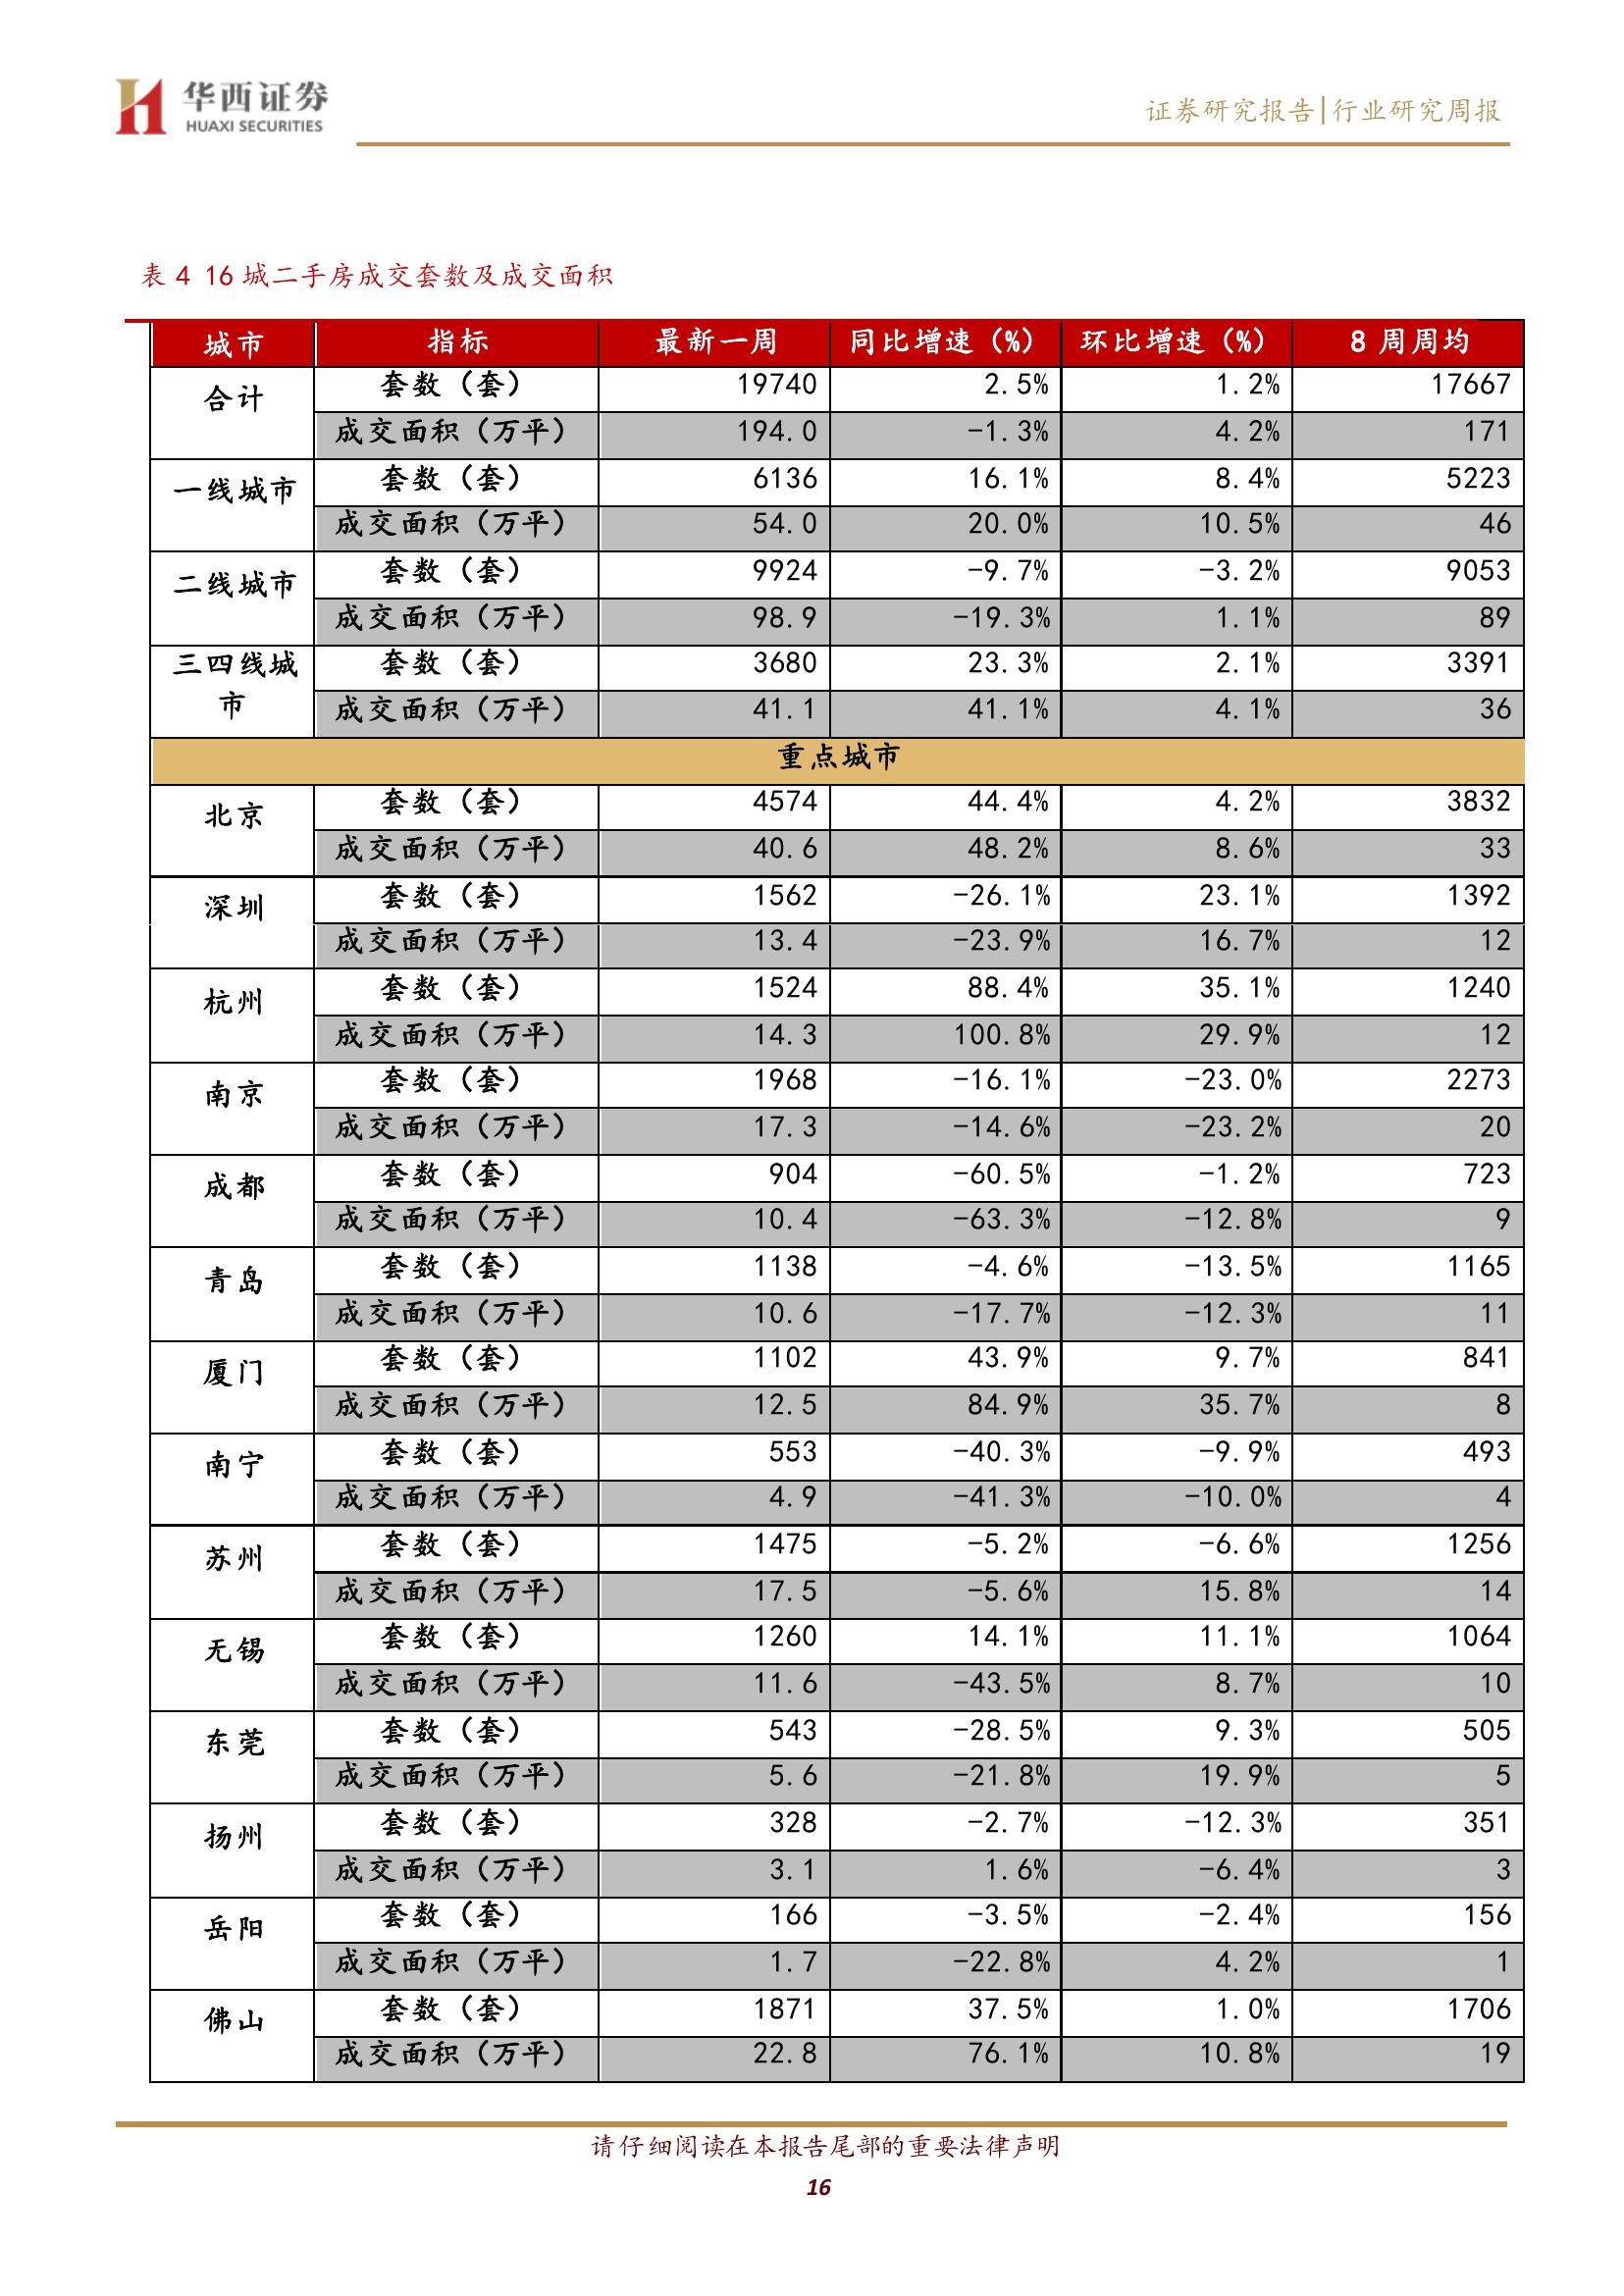 华西证券
HUAXI SECURITIES
证券研究报告|行业研究周报
表 4 16 城二手房成交套数及成交面积
城市 指标 最新一周 同比增速（%） 环比增速（%） 8 周周均
合计 套数（套） 19740 2.5% 1.2% 17667
成交面积（万平） 194.0 -1.3% 4.2% 171
一线城市 套数（套） 6136 16.1% 8.4% 5223
成交面积（万平） 54.0 20.0% 10.5% 46
二线城市 套数（套） 9924 -9.7% -3.2% 9053
成交面积（万平） 98.9 -19.3% 1.1% 89
三四线城 套数（套） 3680 23.3% 2.1% 3391
市 成交面积（万平） 41.1 41.1% 4.1% 36
重点城市
北京 套数（套） 4574 44.4% 4.2% 3832
成交面积（万平） 40.6 48.2% 8.6% 33
深圳 套数（套） 1562 -26.1% 23.1% 1392
成交面积（万平） 13.4 -23.9% 16.7% 12
杭州 套数（套） 1524 88.4% 35.1% 1240
成交面积（万平） 14.3 100.8% 29.9% 12
南京 套数（套） 1968 -16.1% -23.0% 2273
成交面积（万平） 17.3 -14.6% -23.2% 20
成都 套数（套） 904 -60.5% -1.2% 723
成交面积（万平） 10.4 -63.3% -12.8% 9
青岛 套数（套） 1138 -4.6% -13.5% 1165
成交面积（万平） 10.6 -17.7% -12.3% 11
厦门 套数（套） 1102 43.9% 9.7% 841
成交面积（万平） 12.5 84.9% 35.7% 8
南宁 套数（套） 553 -40.3% -9.9% 493
成交面积（万平） 4.9 -41.3% -10.0% 4
苏州 套数（套） 1475 -5.2% -6.6% 1256
成交面积（万平） 17.5 -5.6% 15.8% 14
无锡 套数（套） 1260 14.1% 11.1% 1064
成交面积（万平） 11.6 -43.5% 8.7% 10
东莞 套数（套） 543 -28.5% 9.3% 505
成交面积（万平） 5.6 -21.8% 19.9% 5
扬州 套数（套） 328 -2.7% -12.3% 351
成交面积（万平） 3.1 1.6% -6.4% 3
岳阳 套数（套） 166 -3.5% -2.4% 156
成交面积（万平） 1.7 -22.8% 4.2% 1
佛山 套数（套） 1871 37.5% 1.0% 1706
成交面积（万平） 22.8 76.1% 10.8% 19
请仔细阅读在本报告尾部的重要法律声明
16